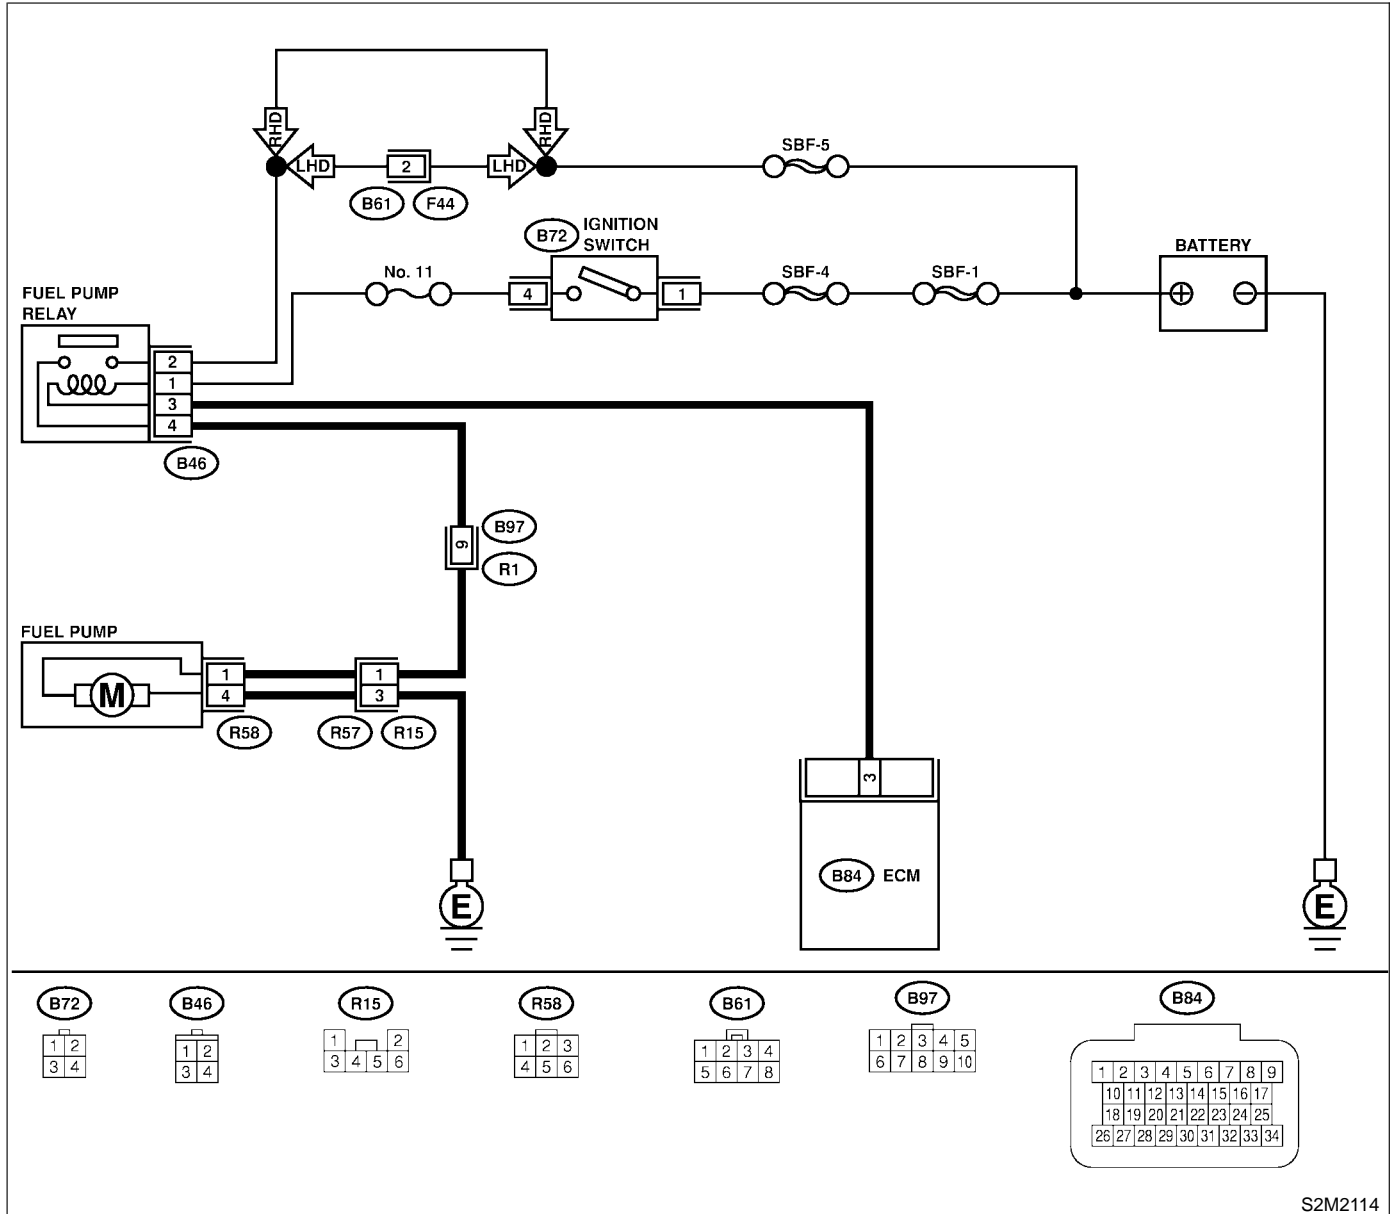 RHD
RHD
LHD
2
LHD
SBF-5
B61
F44
B72
IGNITION
SWITCH
BATTERY
No. 11
4
1
SBF-4
SBF-1
+
−
FUEL PUMP
RELAY
2
1
3
4
B46
B97
9
R1
FUEL PUMP
M
1
4
1
3
R58
R57
R15
3
B84 ECM
E
E
B72
1 2
3 4
B46
1 2
3 4
R15
1 2
3 4 5 6
R58
1 2 3
4 5 6
B61
1 2 3 4
5 6 7 8
B97
1 2 3 4 5
6 7 8 9 10
B84
1 2 3 4 5 6 7 8 9
10 11 12 13 14 15 16 17
18 19 20 21 22 23 24 25
26 27 28 29 30 31 32 33 34
S2M2114